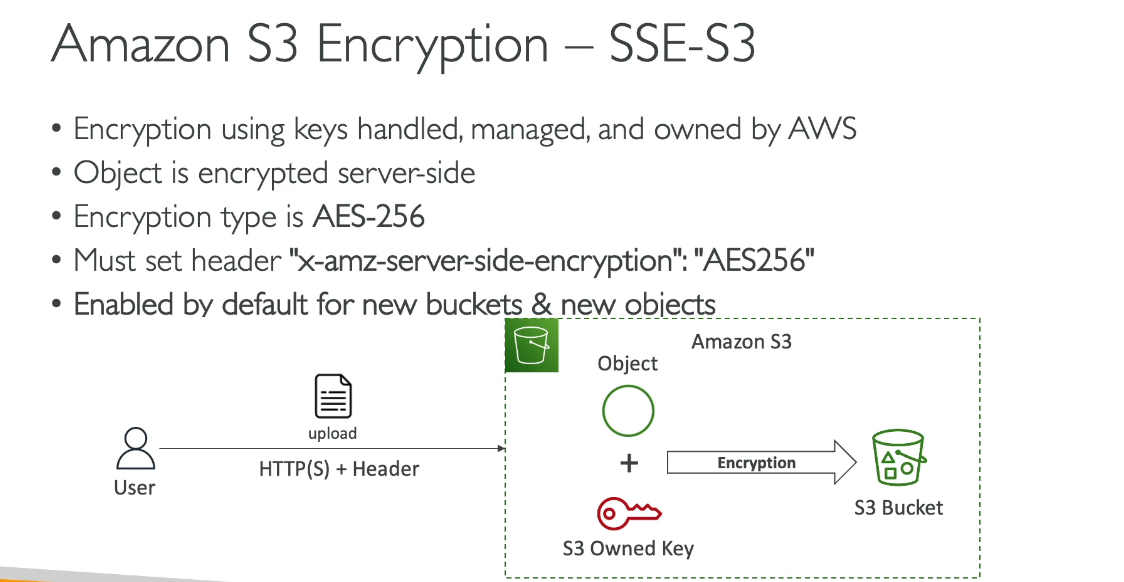 Amazon S3 Encryption – SSE-S3
• Encryption using keys handled, managed, and owned by AWS
• Object is encrypted server-side
• Encryption type is AES-256
• Must set header "x-amz-server-side-encryption": "AES256"
• Enabled by default for new buckets & new objects
Amazon S3
Object
upload
HTTP(S) + Header
User
+
Encryption
S3 Bucket
S3 Owned Key